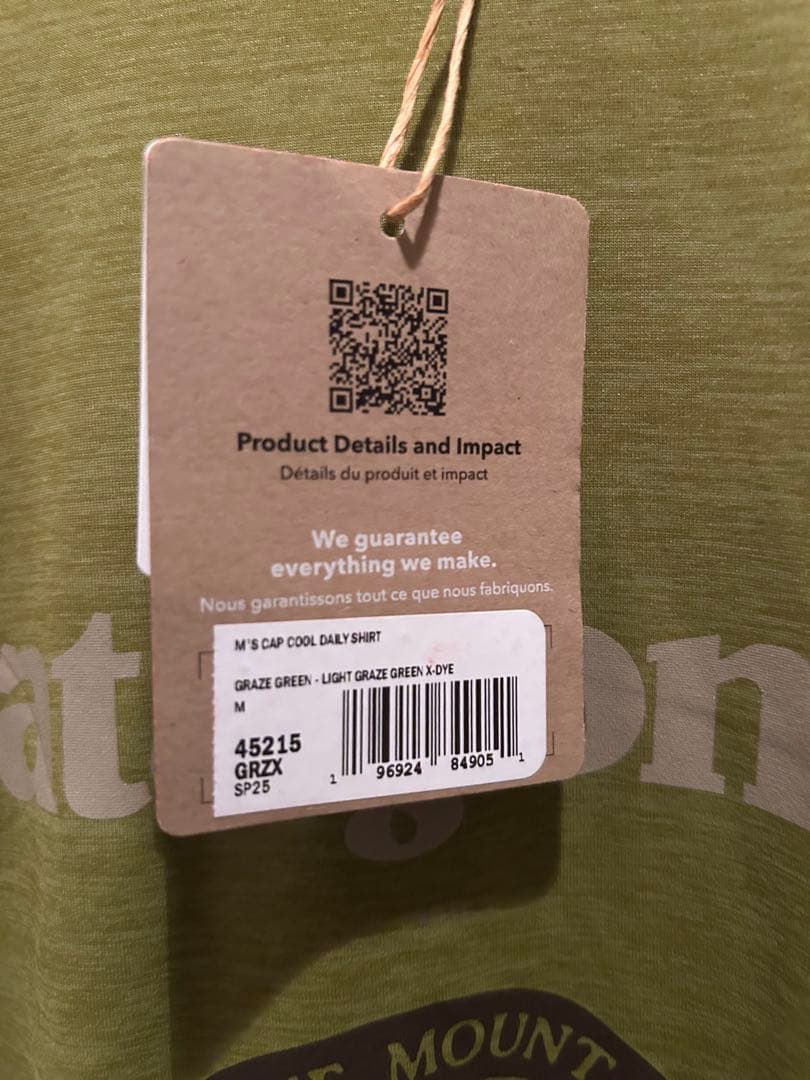 Product Details and Impact
Détails du produit et impact
We guarantee
everything we make.
Nous garantissons tout ce que nous fabriquons.
M'S CAP COOL DAILY SHIRT
GRAZE GREEN - LIGHT GRAZE GREEN X-DYE
M
45215
GRZX
SP25
1 96924 84905 1
at g on
MOUNT